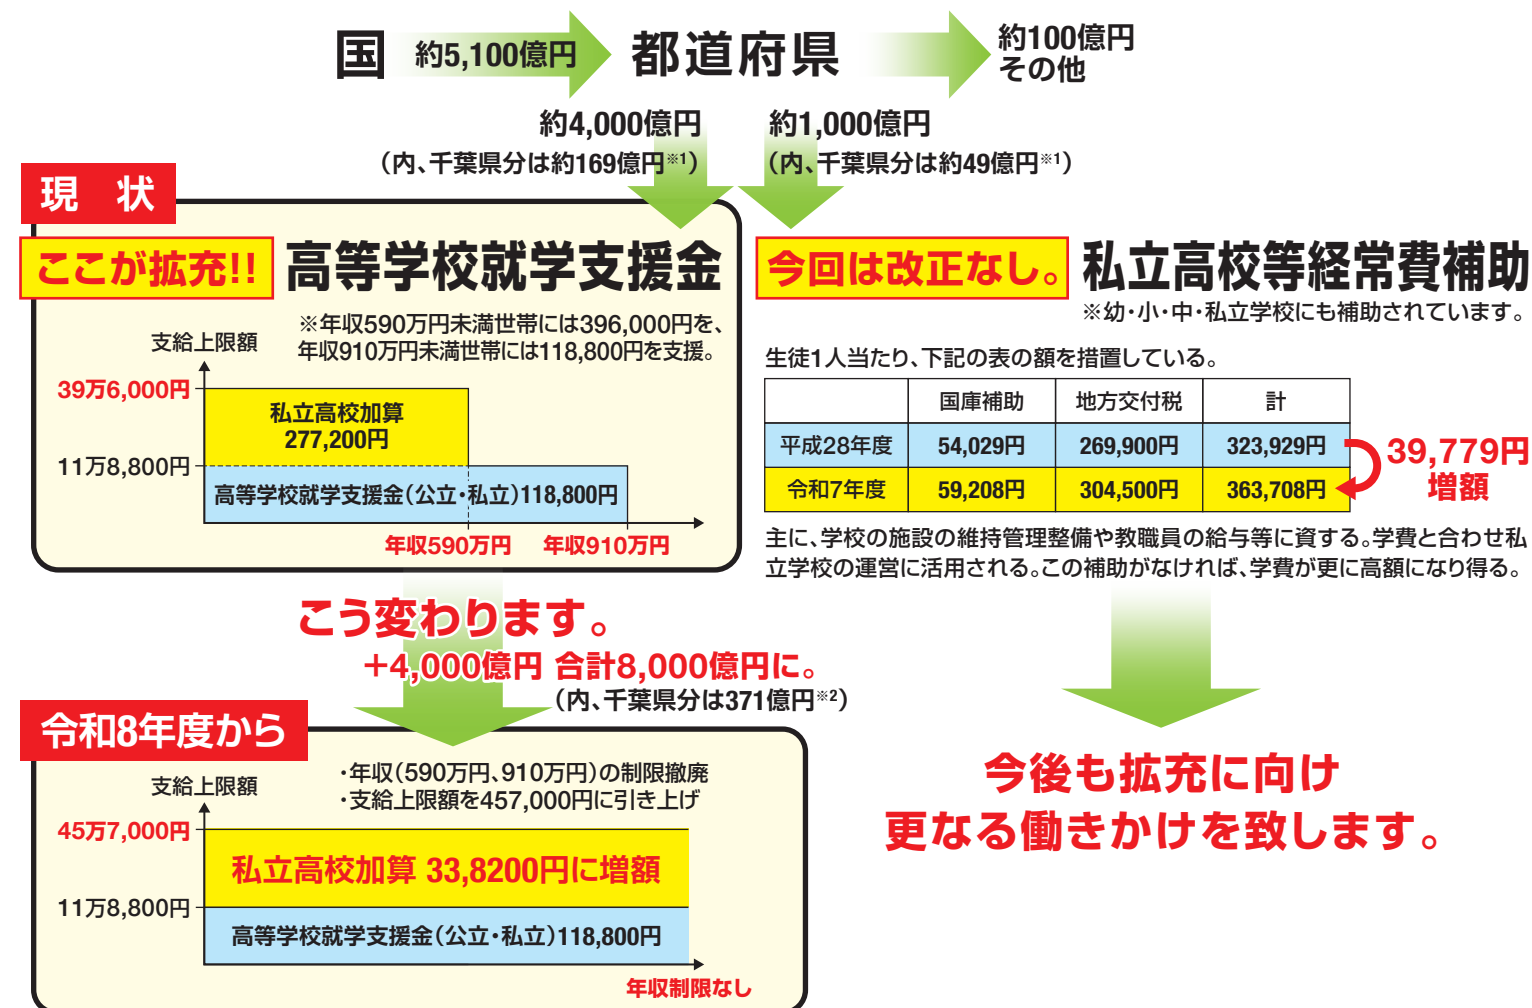 国 約5,100億円 都道府県 約100億円
その他
約4,000億円
（内、千葉県分は約169億円※1）
約1,000億円
（内、千葉県分は約49億円※1）
現 状
ここが拡充!! 高等学校就学支援金
※年収590万円未満世帯には396,000円を、
年収910万円未満世帯には118,800円を支援。
支給上限額
39万6,000円
私立高校加算
277,200円
11万8,800円
高等学校就学支援金（公立・私立）118,800円
年収590万円 年収910万円
今回は改正なし。 私立高校等経常費補助
※幼・小・中・私立学校にも補助されています。
生徒1人当たり、下記の表の額を措置している。
国庫補助 地方交付税 計
平成28年度 54,029円 269,900円 323,929円
令和7年度 59,208円 304,500円 363,708円
39,779円
増額
主に、学校の施設の維持管理整備や教職員の給与等に資する。学費と合わせ私
立学校の運営に活用される。この補助がなければ、学費が更に高額になり得る。
こう変わります。
＋4,000億円 合計8,000億円に。
（内、千葉県分は371億円※2）
令和8年度から
・年収（590万円、910万円）の制限撤廃
・支給上限額を457,000円に引き上げ
支給上限額
45万7,000円
私立高校加算 33,8200円に増額
11万8,800円
高等学校就学支援金（公立・私立）118,800円
年収制限なし
今後も拡充に向け
更なる働きかけを致します。